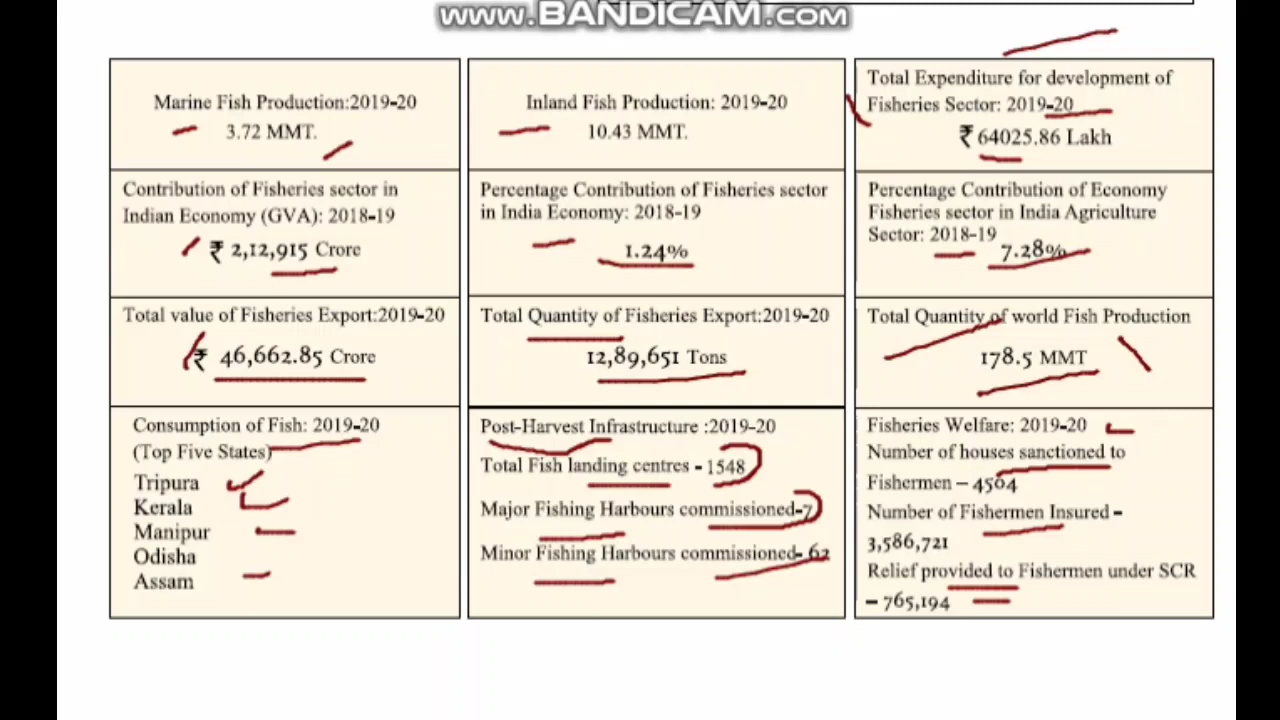 www.BANDICAM.com
Marine Fish Production:2019-20
3.72 MMT.
Inland Fish Production: 2019-20
10.43 MMT.
Total Expenditure for development of
Fisheries Sector: 2019-20
₹ 64025.86 Lakh
Contribution of Fisheries sector in
Indian Economy (GVA): 2018-19
₹ 2,12,915 Crore
Percentage Contribution of Fisheries sector
in India Economy: 2018-19
1.24%
Percentage Contribution of Economy
Fisheries sector in India Agriculture
Sector: 2018-19
7.28%
Total value of Fisheries Export:2019-20
₹ 46,662.85 Crore
Total Quantity of Fisheries Export:2019-20
12,89,651 Tons
Total Quantity of world Fish Production
178.5 MMT
Consumption of Fish: 2019-20
(Top Five States)
Tripura
Kerala
Manipur
Odisha
Assam
Post-Harvest Infrastructure :2019-20
Total Fish landing centres - 1548
Major Fishing Harbours commissioned-7
Minor Fishing Harbours commissioned- 62
Fisheries Welfare: 2019-20
Number of houses sanctioned to
Fishermen – 4504
Number of Fishermen Insured –
3,586,721
Relief provided to Fishermen under SCR
– 765,194